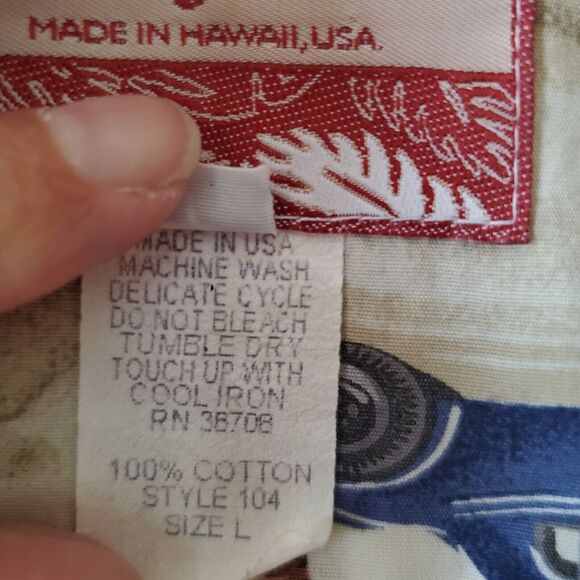 MADE IN HAWAII, USA.
MADE IN USA
MACHINE WASH
DELICATE CYCLE
DO NOT BLEACH
TUMBLE DRY
TOUCH UP WITH
COOL IRON
RN 38708
100% COTTON
STYLE 104
SIZE L